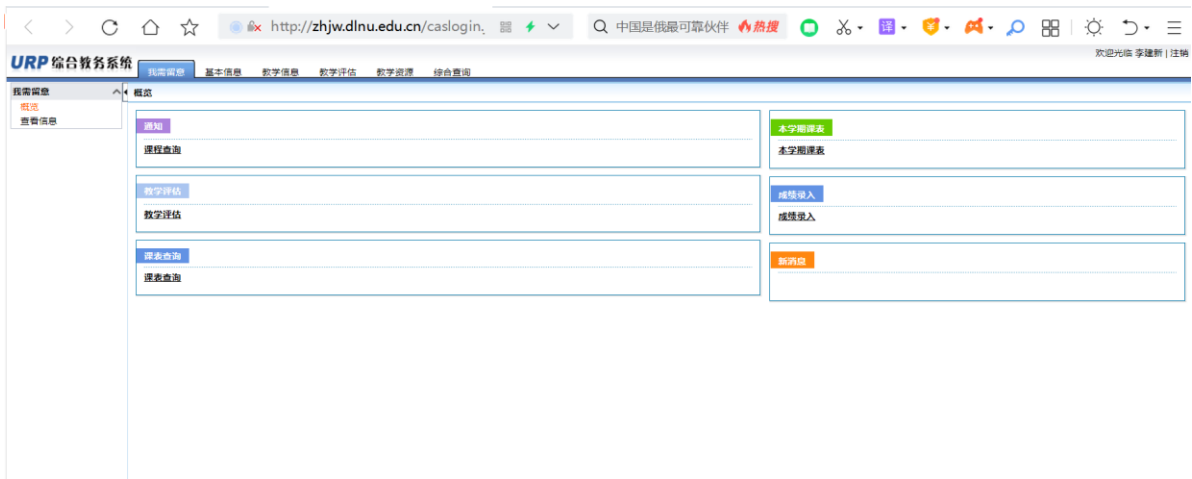 http://zhjw.dlnu.edu.cn/caslogin.
中国是俄最可靠伙伴 热搜
译
欢迎光临 李建新 | 注销
URP 综合教务系统
我需留意 基本信息 教学信息 教学评估 教学资源 综合查询
我需留意
概览
概览
查看信息
通知
课程查询
本学期课表
本学期课表
教学评估
教学评估
成绩录入
成绩录入
课表查询
课表查询
新消息